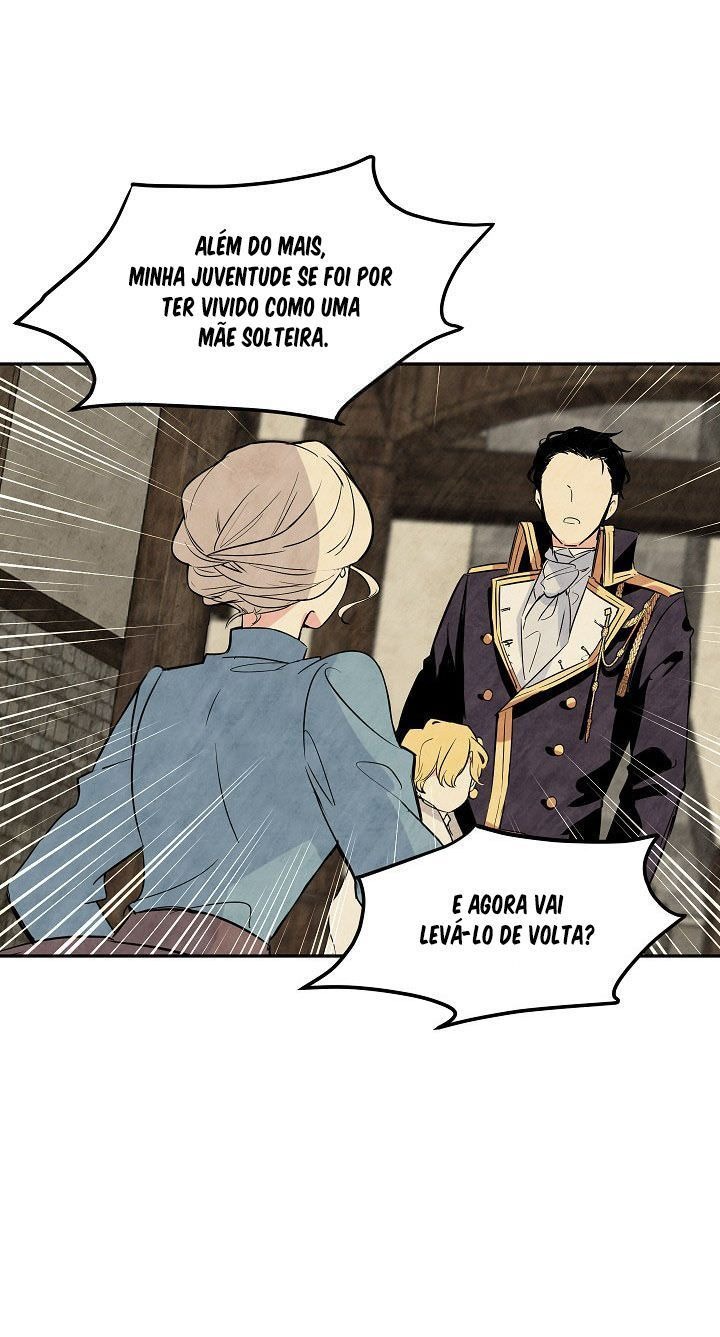 ALÉM DO MAIS,
MINHA JUVENTUDE SE FOI POR
TER VIVIDO COMO UMA
MÃE SOLTEIRA.
E AGORA VAI
LEVÁ-LO DE VOLTA?